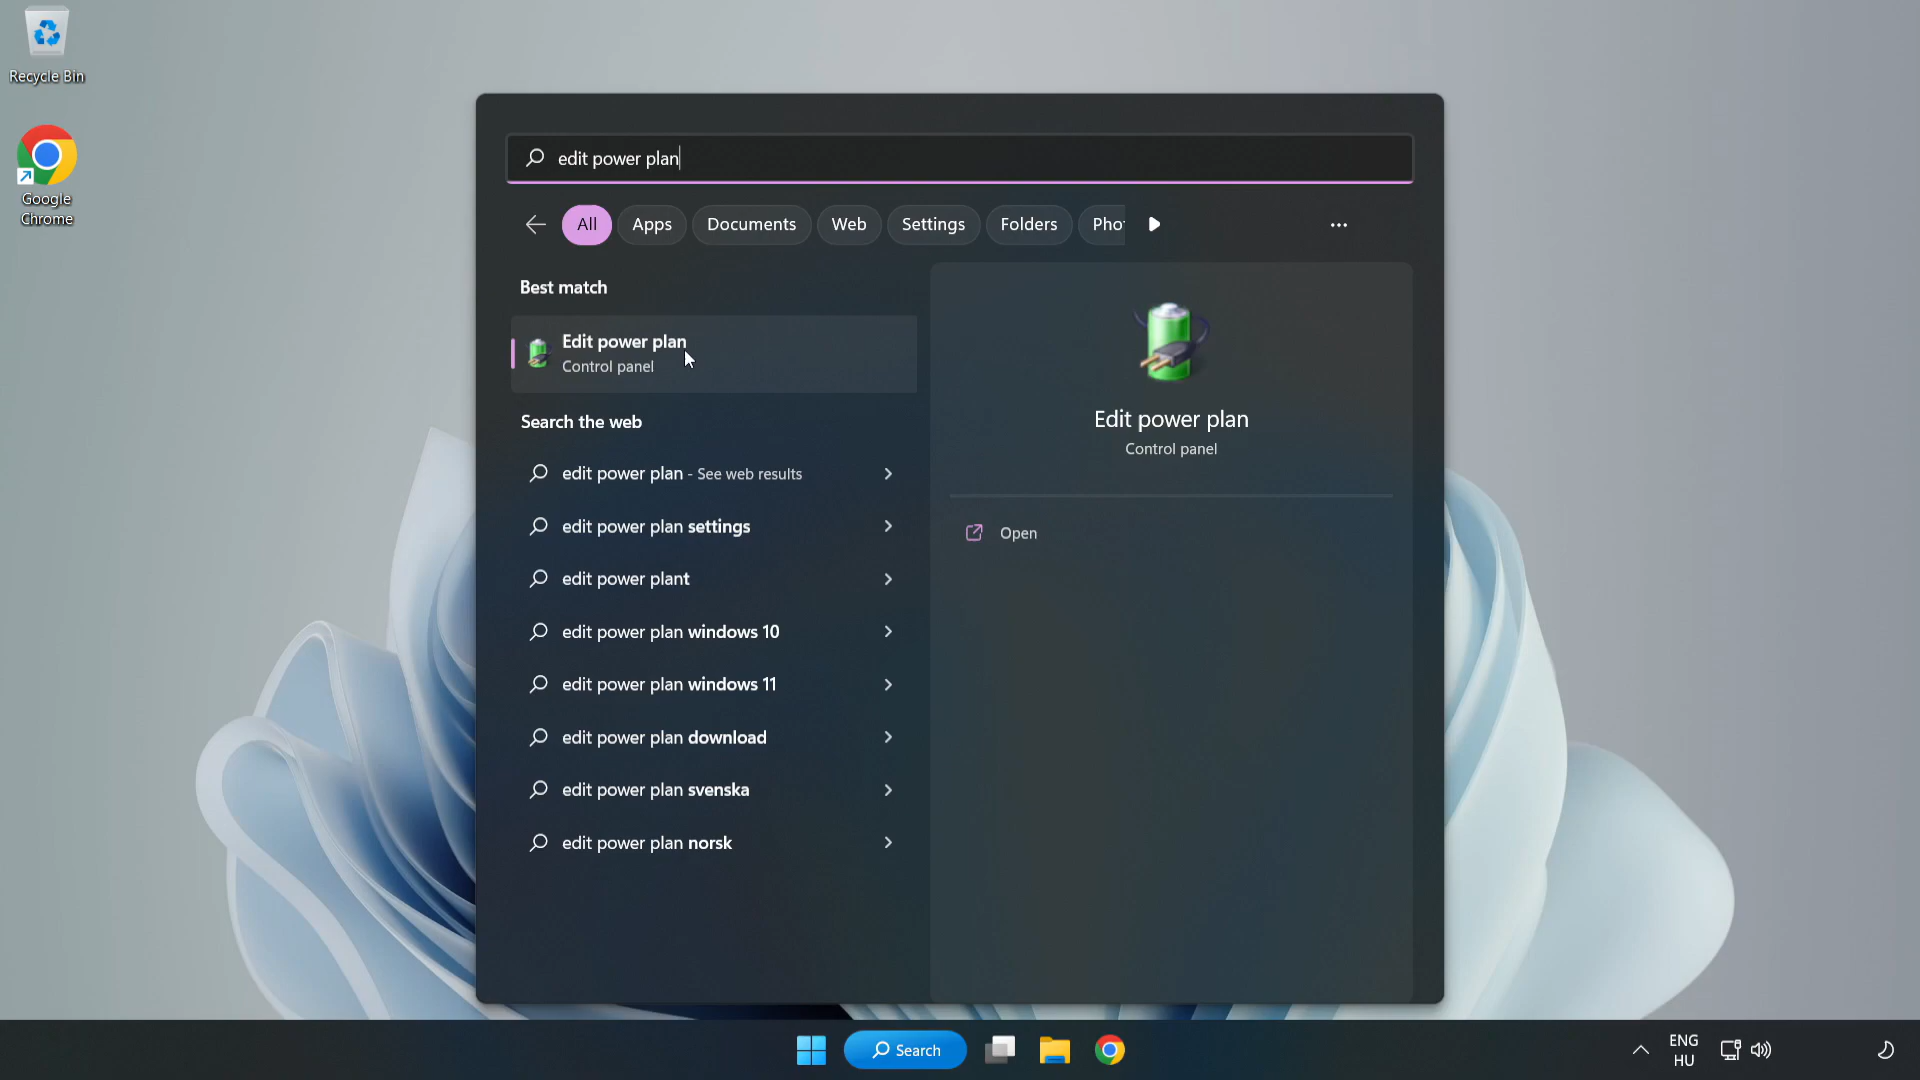 Recycle Bin
Google
Chrome
edit power plan
All Apps Documents Web Settings Folders Pho
Best match
Edit power plan
Control panel
Search the web
edit power plan - See web results
edit power plan settings
edit power plant
edit power plan windows 10
edit power plan windows 11
edit power plan download
edit power plan svenska
edit power plan norsk
Edit power plan
Control panel
Open
Search
ENG
HU